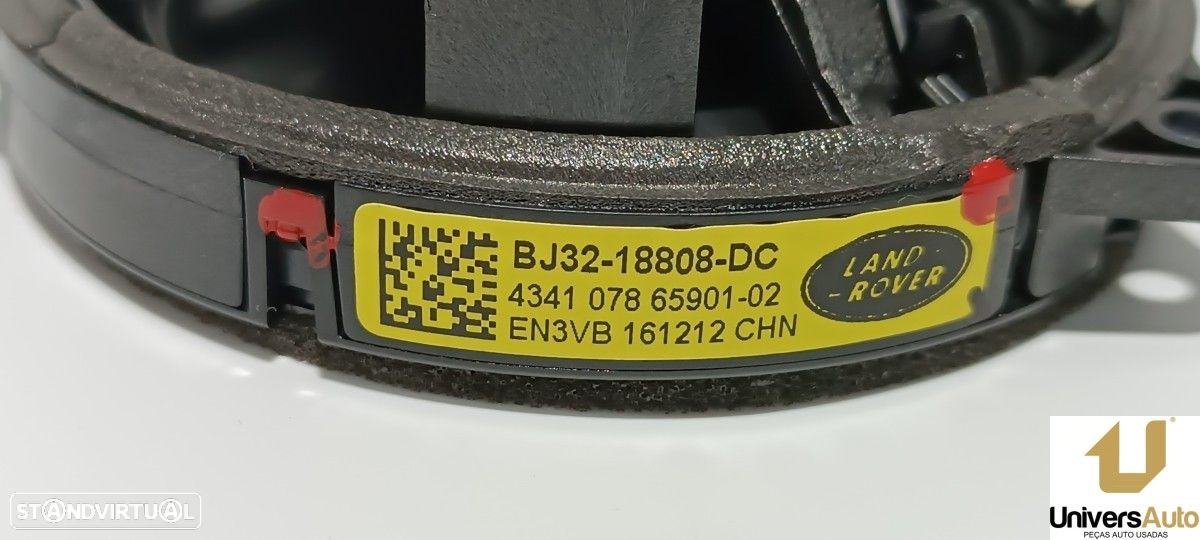 BJ32-18808-DC
4341 078 65901-02
EN3VB 161212 CHN
LAND
-ROVER
STANDVIRTUAL
UniversAuto
PEÇAS AUTO USADAS